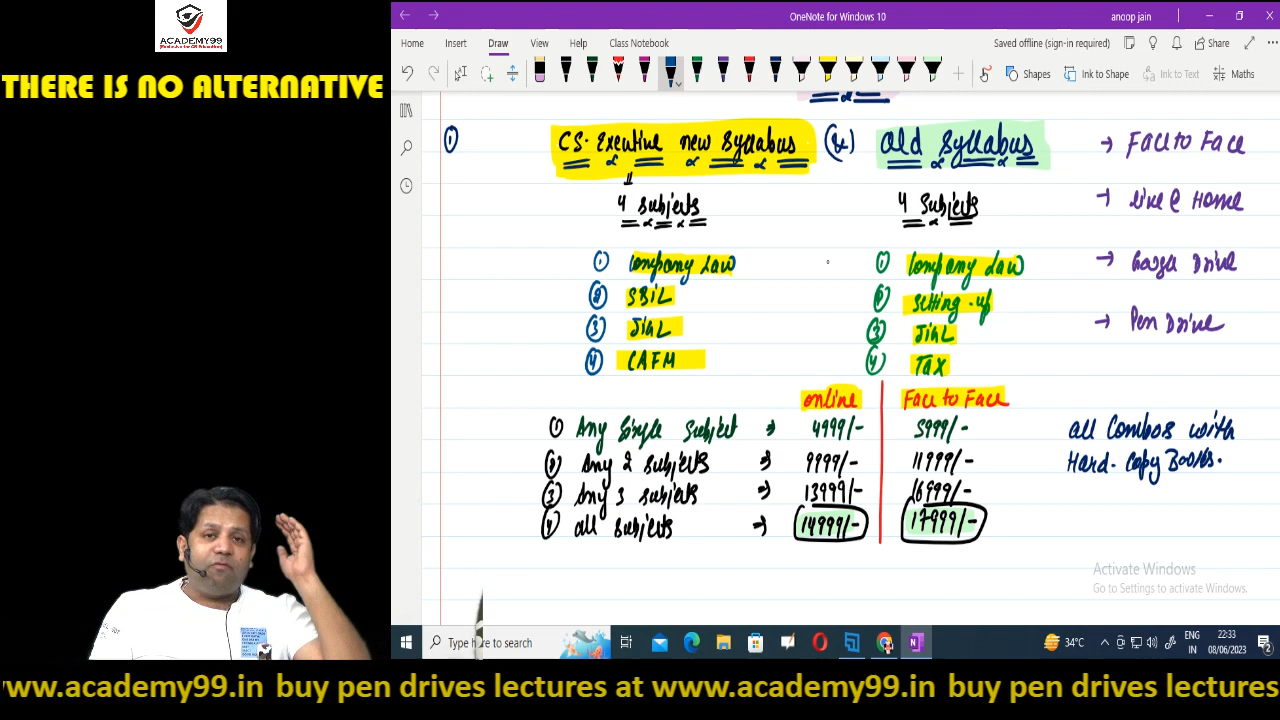 ACADEMY99
THERE IS NO ALTERNATIVE
OneNote for Windows 10
anoop jain
Home Insert Draw View Help Class Notebook
Saved offline (sign-in required)
Share
Shapes Ink to Shape Ink to Text Maths
① CS-Exeutive new Syllabus (&) old Syllabus
4 Subjects 4 Subjects
① Company Law ① Company Law
② SBIL ② Setting-up
③ JIGL ③ JIGL
④ CAFM ④ Tax
→ Face to Face
→ Live @ Home
→ Google Drive
→ Pen Drive
online Face to Face
① Any Single Subject ⇒ 4999/- 5999/-
② Any 2 subjects ⇒ 9999/- 11999/-
③ Any 3 subjects ⇒ 13999/- 16999/-
④ all subjects ⇒ 14999/- 17999/-
all Combos with
Hard-Copy Books.
Activate Windows
Go to Settings to activate Windows.
Type here to search
34°C
ENG
IN
22:33
08/06/2023
2
www.academy99.in buy pen drives lectures at www.academy99.in buy pen drives lectures